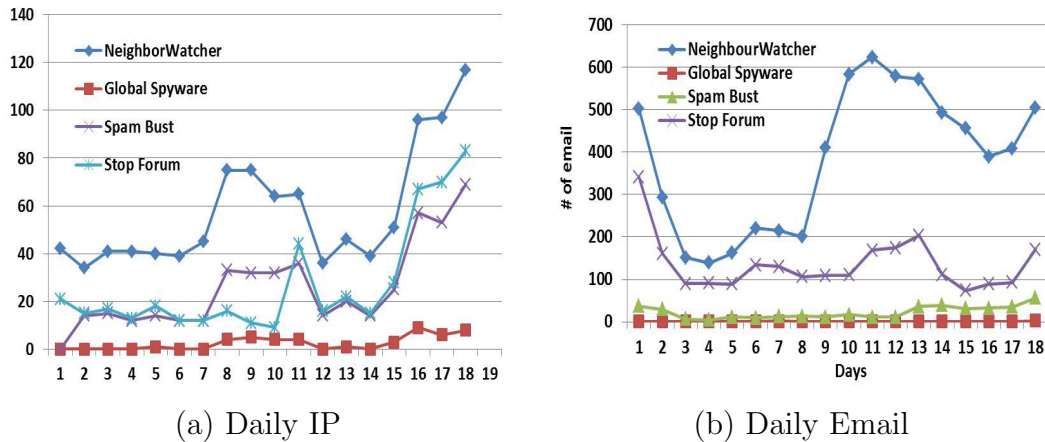 140
120
100
80
60
40
20
0
NeighborWatcher
Global Spyware
Spam Bust
Stop Forum
1 2 3 4 5 6 7 8 9 10 11 12 13 14 15 16 17 18 19
(a) Daily IP
700
600
500
400
300
200
100
0
# of email
NeighbourWatcher
Global Spyware
Spam Bust
Stop Forum
1 2 3 4 5 6 7 8 9 10 11 12 13 14 15 16 17 18
Days
(b) Daily Email